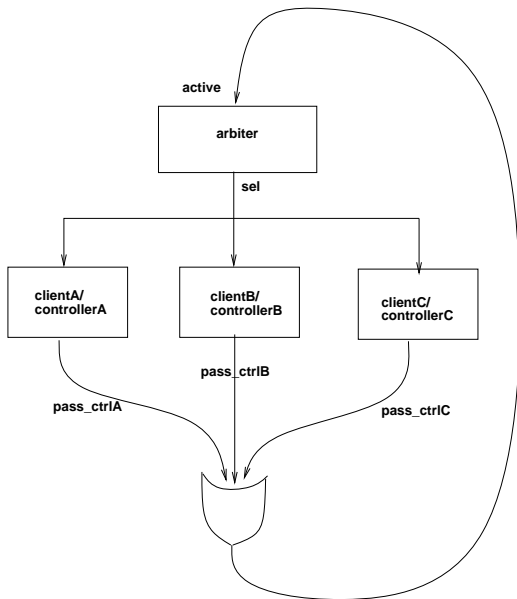 active
arbiter
sel
clientA/
controllerA
clientB/
controllerB
clientC/
controllerC
pass_ctrlA
pass_ctrlB
pass_ctrlC